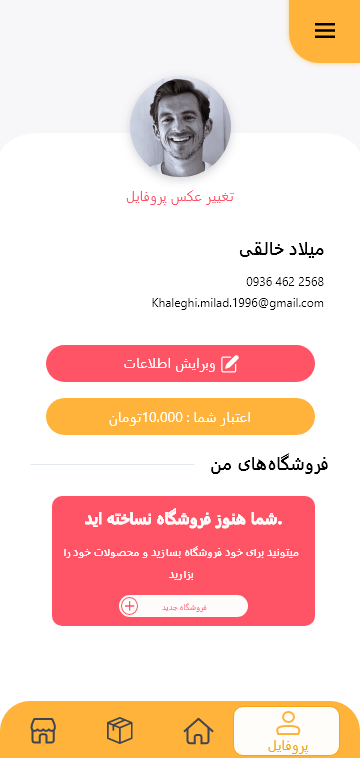 تغییر عکس پروفایل
میلاد خالقی
0936 462 2568
Khaleghi.milad.1996@gmail.com
ویرایش اطلاعات
اعتبار شما : 10.000تومان
فروشگاه‌های من
شما هنوز فروشگاه نساخته اید.
میتونید برای خود فروشگاه بسازید و محصولات خود را
بزارید
فروشگاه جدید
پروفایل